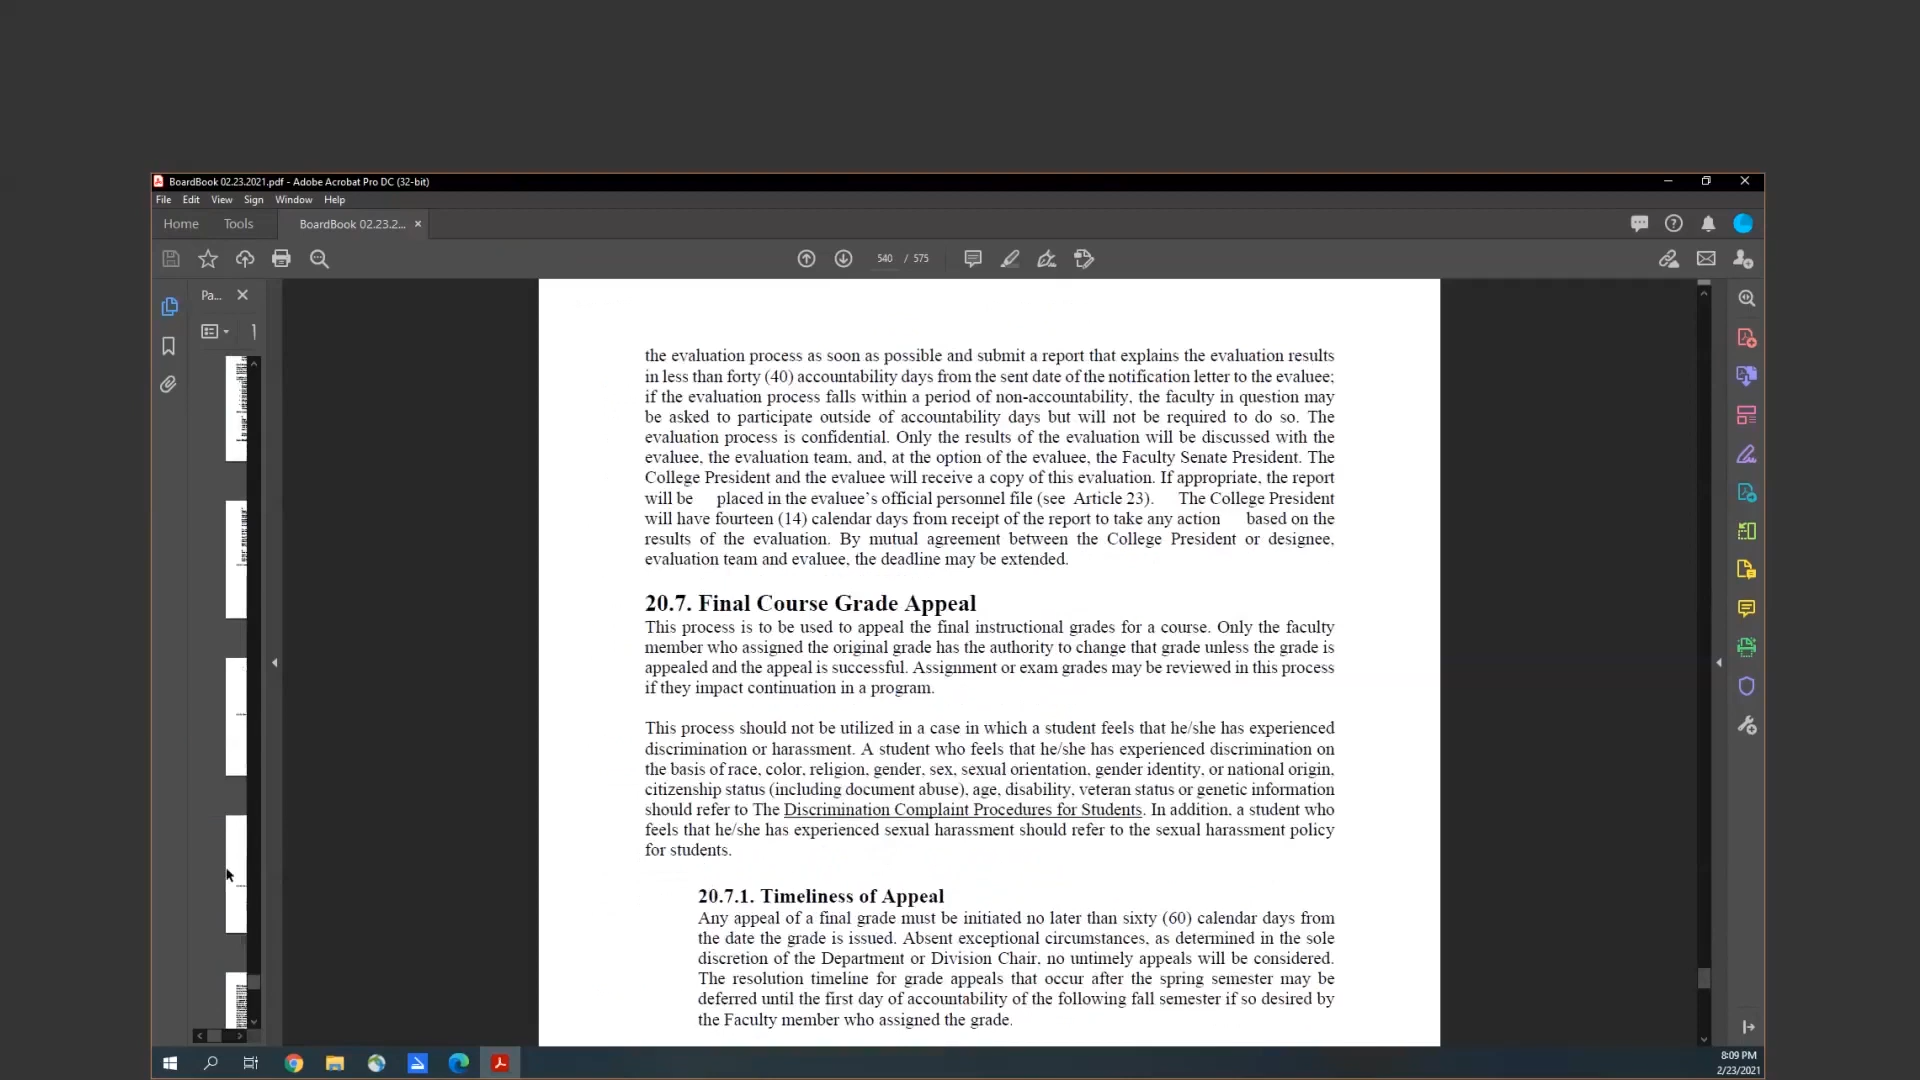 BoardBook 02.23.2021.pdf - Adobe Acrobat Pro DC (32-bit)
File Edit View Sign Window Help
Home Tools BoardBook 02.23.2... ×
540 / 575
Pa...
the evaluation process as soon as possible and submit a report that explains the evaluation results
in less than forty (40) accountability days from the sent date of the notification letter to the evaluee;
if the evaluation process falls within a period of non-accountability, the faculty in question may
be asked to participate outside of accountability days but will not be required to do so. The
evaluation process is confidential. Only the results of the evaluation will be discussed with the
evaluee, the evaluation team, and, at the option of the evaluee, the Faculty Senate President. The
College President and the evaluee will receive a copy of this evaluation. If appropriate, the report
will be placed in the evaluee's official personnel file (see Article 23). The College President
will have fourteen (14) calendar days from receipt of the report to take any action based on the
results of the evaluation. By mutual agreement between the College President or designee,
evaluation team and evaluee, the deadline may be extended.
20.7. Final Course Grade Appeal
This process is to be used to appeal the final instructional grades for a course. Only the faculty
member who assigned the original grade has the authority to change that grade unless the grade is
appealed and the appeal is successful. Assignment or exam grades may be reviewed in this process
if they impact continuation in a program.
This process should not be utilized in a case in which a student feels that he/she has experienced
discrimination or harassment. A student who feels that he/she has experienced discrimination on
the basis of race, color, religion, gender, sex, sexual orientation, gender identity, or national origin,
citizenship status (including document abuse), age, disability, veteran status or genetic information
should refer to The Discrimination Complaint Procedures for Students. In addition, a student who
feels that he/she has experienced sexual harassment should refer to the sexual harassment policy
for students.
20.7.1. Timeliness of Appeal
Any appeal of a final grade must be initiated no later than sixty (60) calendar days from
the date the grade is issued. Absent exceptional circumstances, as determined in the sole
discretion of the Department or Division Chair, no untimely appeals will be considered.
The resolution timeline for grade appeals that occur after the spring semester may be
deferred until the first day of accountability of the following fall semester if so desired by
the Faculty member who assigned the grade.
8:09 PM
2/23/2021